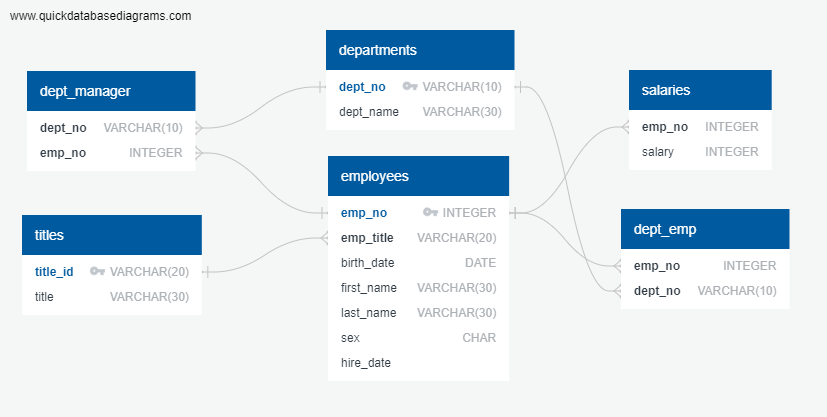 www.quickdatabasediagrams.com
dept_manager
dept_no VARCHAR(10)
emp_no INTEGER
titles
title_id VARCHAR(20)
title VARCHAR(30)
departments
dept_no VARCHAR(10)
dept_name VARCHAR(30)
employees
emp_no INTEGER
emp_title VARCHAR(20)
birth_date DATE
first_name VARCHAR(30)
last_name VARCHAR(30)
sex CHAR
hire_date
salaries
emp_no INTEGER
salary INTEGER
dept_emp
emp_no INTEGER
dept_no VARCHAR(10)